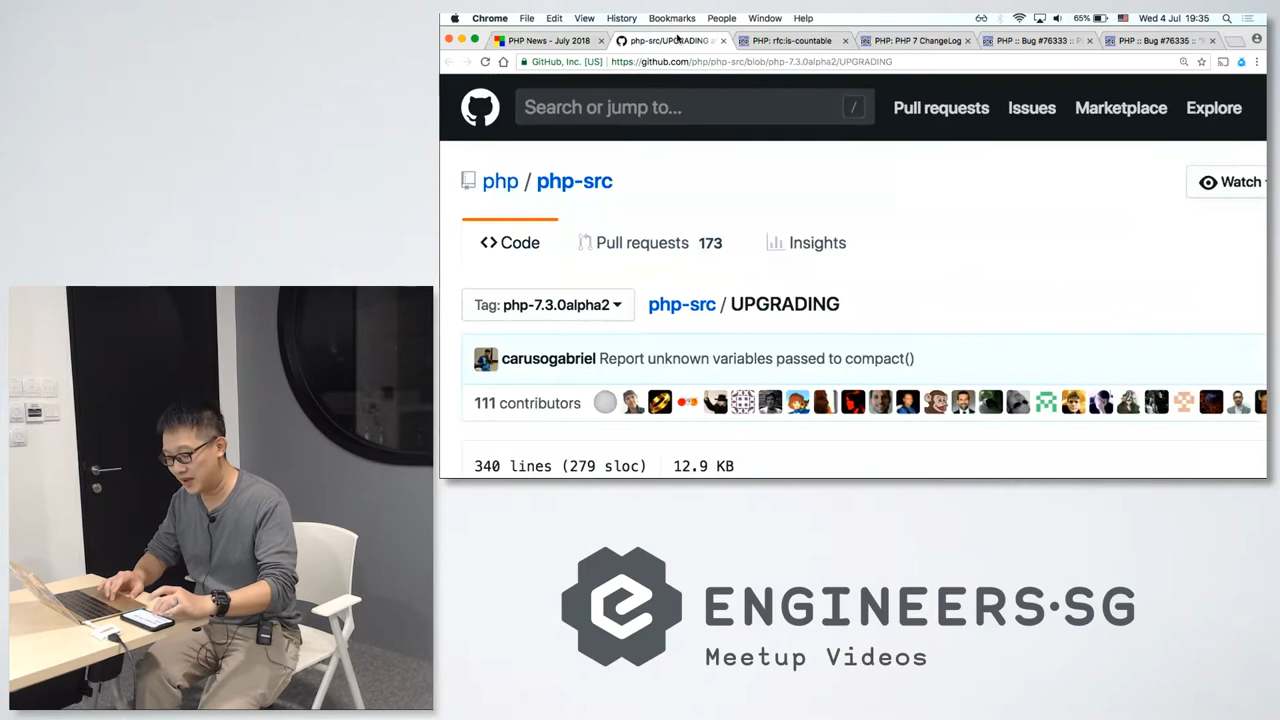 Chrome File Edit View History Bookmarks People Window Help 65% Wed 4 Jul 19:35
PHP News - July 2018 php-src/UPGRADING PHP: rfc:is-countable PHP: PHP 7 ChangeLog PHP :: Bug #76333 :: PHP :: Bug #76335 ::
GitHub, Inc. [US] https://github.com/php/php-src/blob/php-7.3.0alpha2/UPGRADING
Search or jump to... / Pull requests Issues Marketplace Explore
php / php-src Watch
<> Code Pull requests 173 Insights
Tag: php-7.3.0alpha2 php-src / UPGRADING
carusogabriel Report unknown variables passed to compact()
111 contributors
340 lines (279 sloc) 12.9 KB
ENGINEERS·SG
Meetup Videos